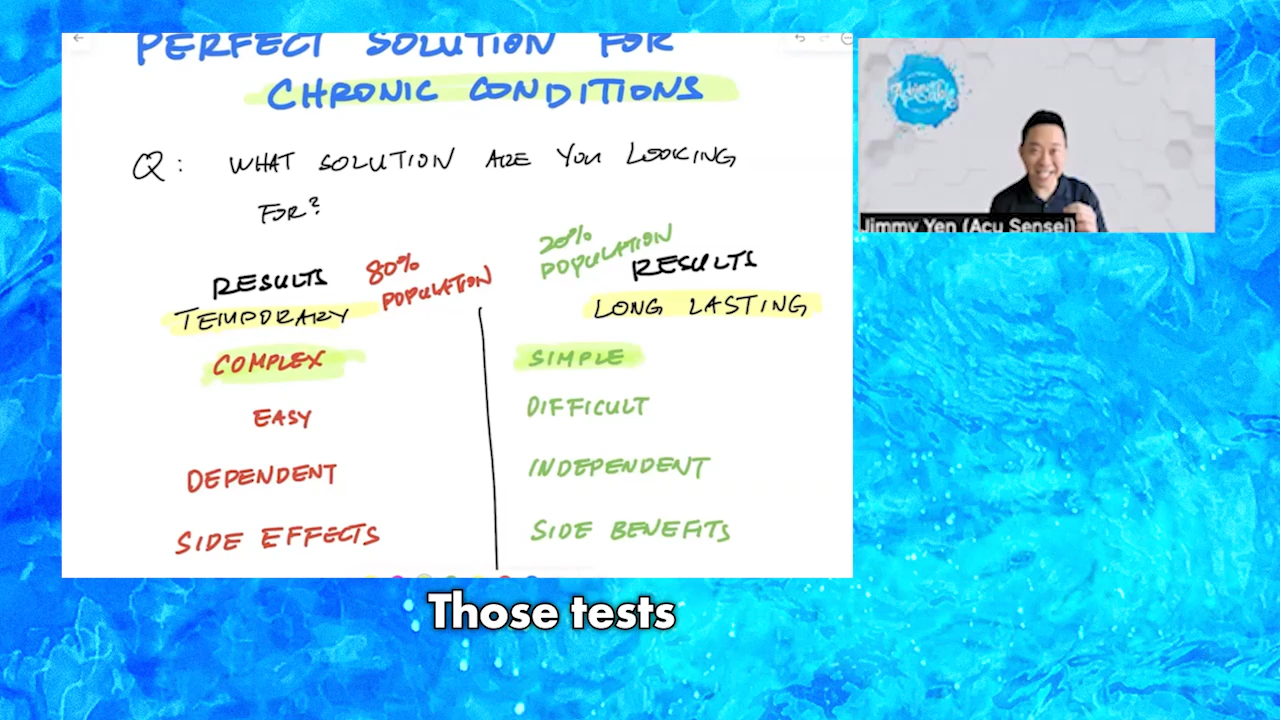 PERFECT SOLUTION FOR
CHRONIC CONDITIONS
Q: WHAT SOLUTION ARE YOU LOOKING
FOR?
RESULTS
80%
POPULATION
TEMPORARY
COMPLEX
EASY
DEPENDENT
SIDE EFFECTS
20%
POPULATION
RESULTS
LONG LASTING
SIMPLE
DIFFICULT
INDEPENDENT
SIDE BENEFITS
Jimmy Yen (Acu Sensei)
Those tests